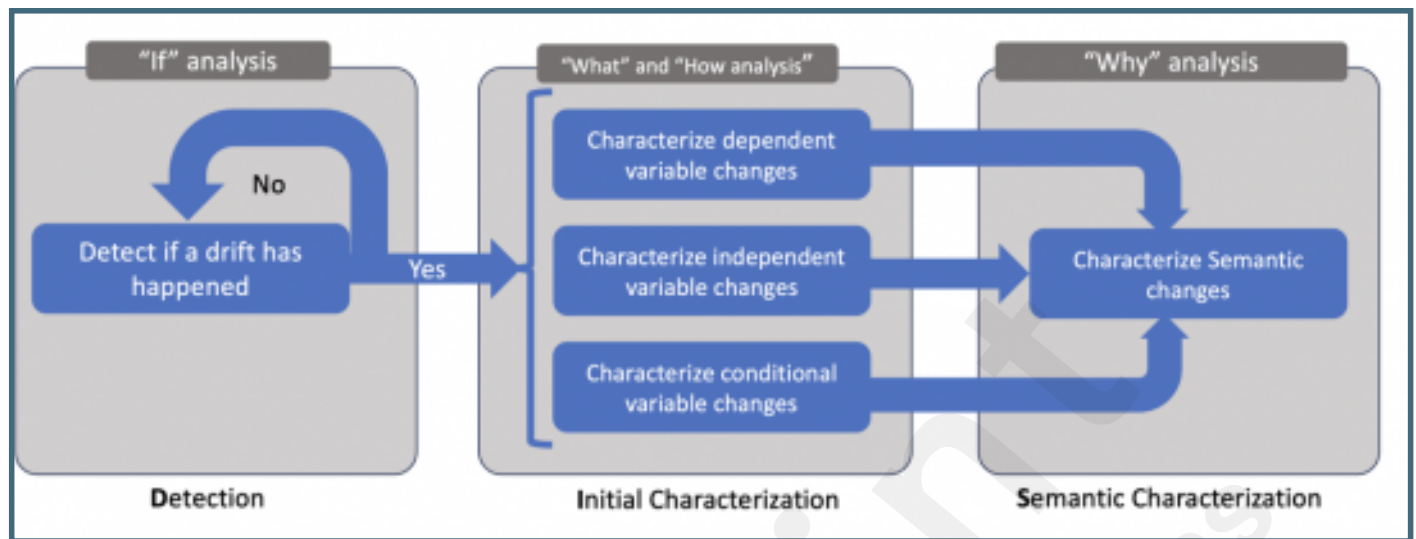 “If” analysis
Detect if a drift has
happened
No
Yes
Detection
“What” and “How analysis”
Characterize dependent
variable changes
Characterize independent
variable changes
Characterize conditional
variable changes
Initial Characterization
“Why” analysis
Characterize Semantic
changes
Semantic Characterization